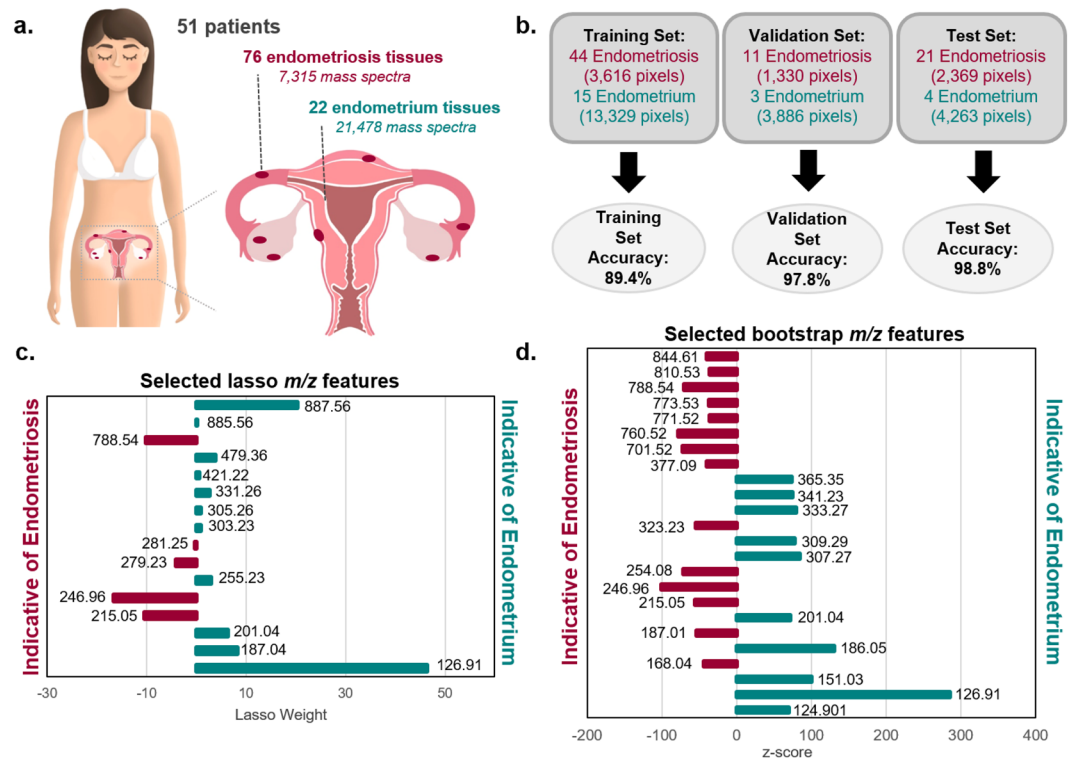 a.
51 patients
76 endometriosis tissues
7,315 mass spectra
22 endometrium tissues
21,478 mass spectra
b.
Training Set:
44 Endometriosis
(3,616 pixels)
15 Endometrium
(13,329 pixels)
Validation Set:
11 Endometriosis
(1,330 pixels)
3 Endometrium
(3,886 pixels)
Test Set:
21 Endometriosis
(2,369 pixels)
4 Endometrium
(4,263 pixels)
Training
Set
Accuracy:
89.4%
Validation
Set
Accuracy:
97.8%
Test Set
Accuracy:
98.8%
c.
Selected lasso m/z features
Indicative of Endometriosis
887.56
885.56
788.54
479.36
421.22
331.26
305.26
303.23
281.25
279.23
255.23
246.96
215.05
201.04
187.04
126.91
Indicative of Endometrium
-30
-10
10
30
50
Lasso Weight
d.
Selected bootstrap m/z features
Indicative of Endometriosis
844.61
810.53
788.54
773.53
771.52
760.52
701.52
377.09
365.35
341.23
333.27
323.23
309.29
307.27
254.08
246.96
215.05
201.04
187.01
186.05
168.04
151.03
126.91
124.901
Indicative of Endometrium
-200
-100
0
100
200
300
400
z-score